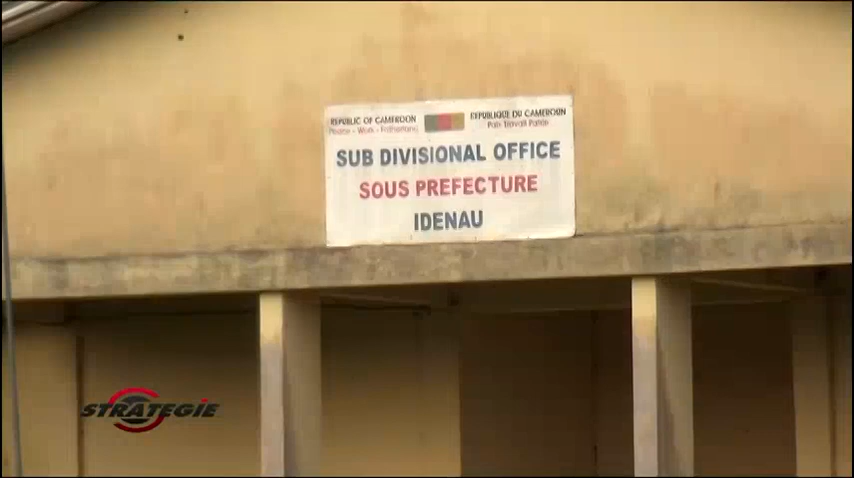 REPUBLIC OF CAMEROON
Peace - Work - Fatherland
REPUBLIQUE DU CAMEROUN
Paix Travail Patrie
SUB DIVISIONAL OFFICE
SOUS PREFECTURE
IDENAU
STRATEGIE